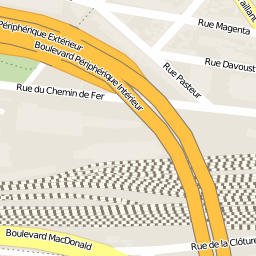 Rue Magenta
Périphérique Extérieur
Boulevard Périphérique Intérieur
Rue Davoust
Rue Pasteur
Rue du Chemin de Fer
Boulevard MacDonald
Rue de la Clôture